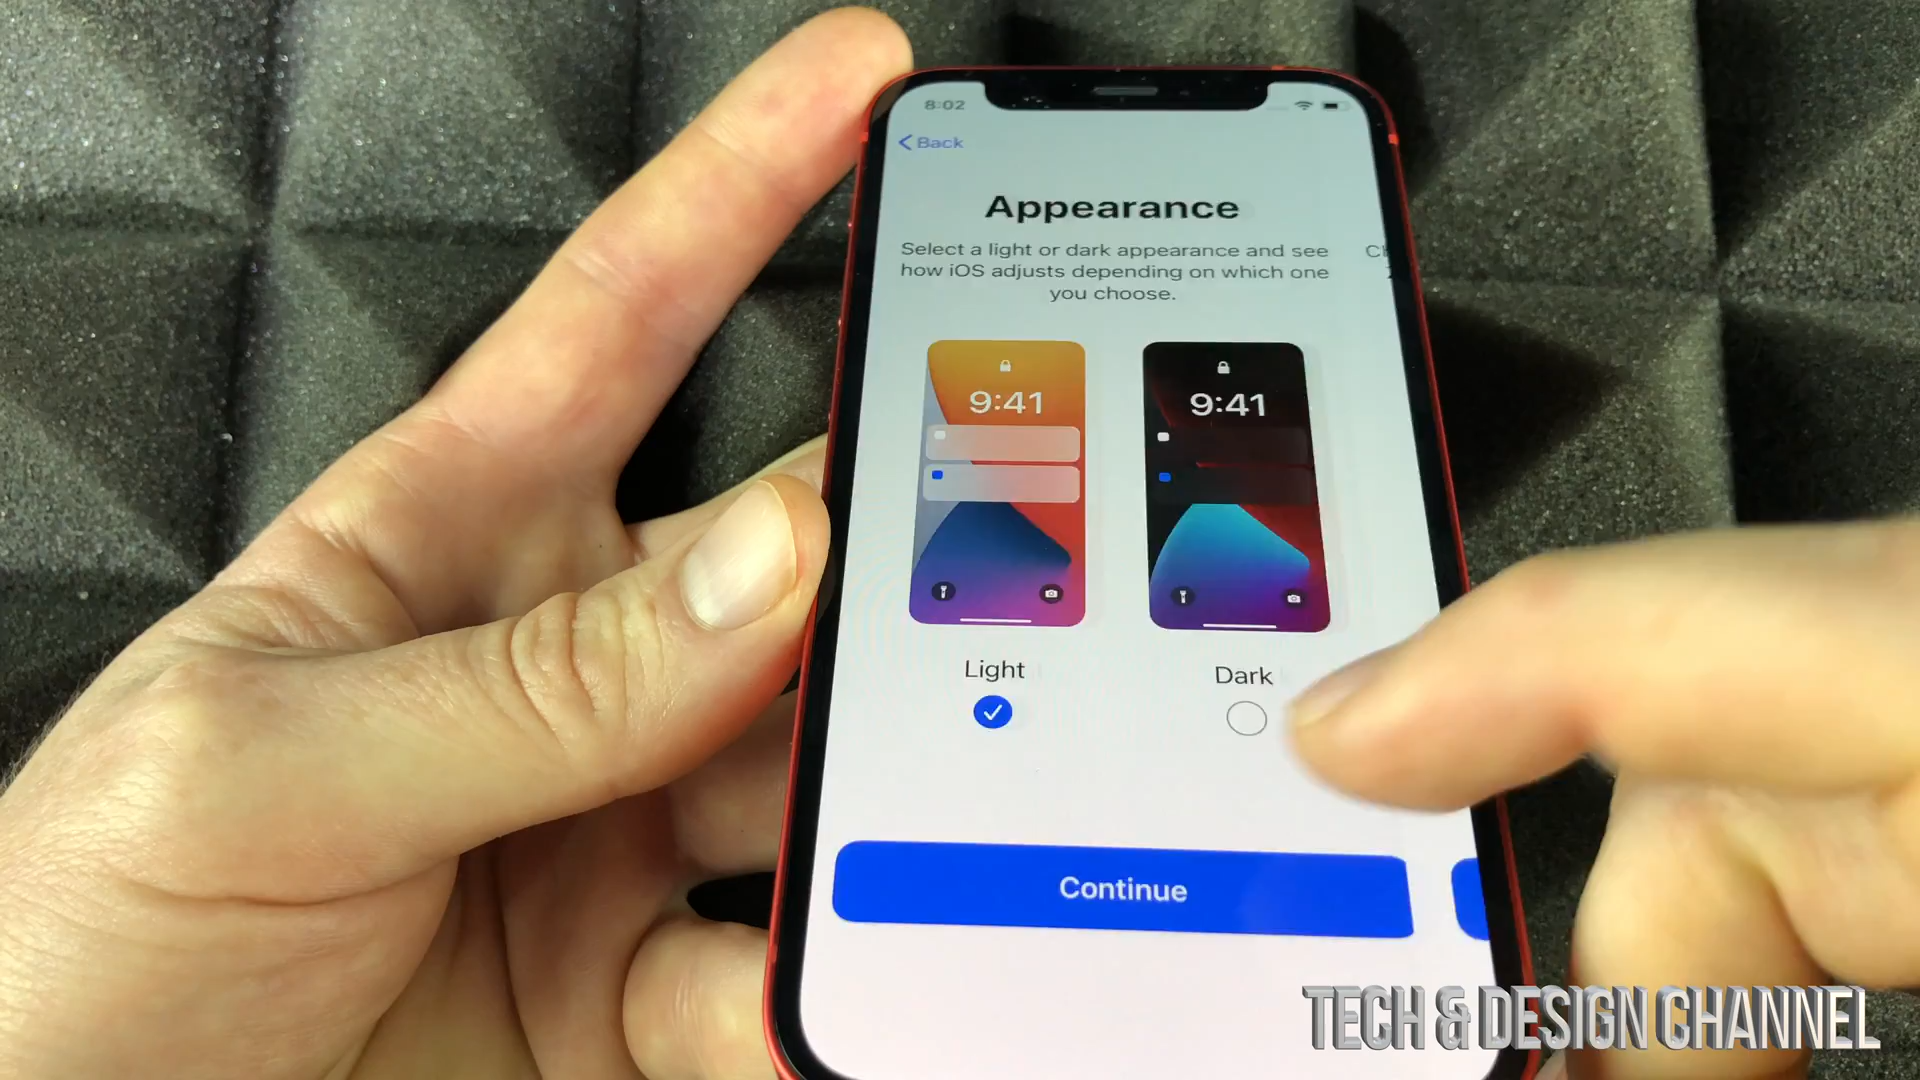 8:02
Back
Appearance
Select a light or dark appearance and see
how iOS adjusts depending on which one
you choose.
9:41
9:41
Light
Dark
Continue
TECH & DESIGN CHANNEL